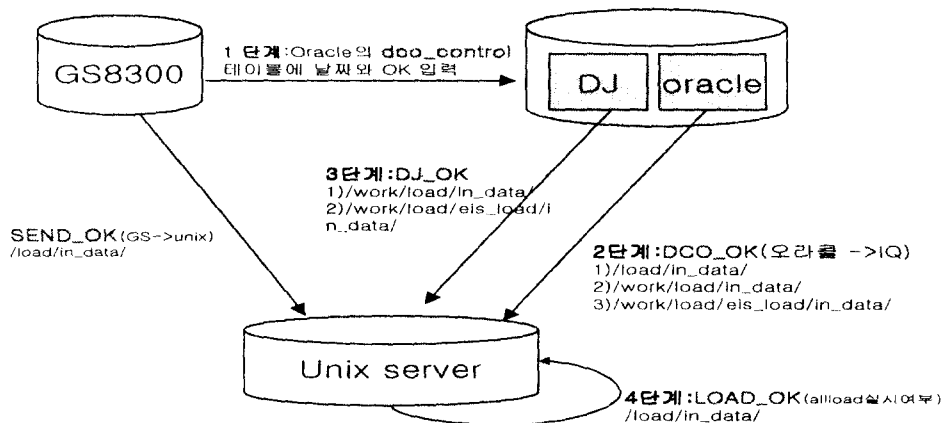 GS8300
1 단계:Oracle의 dco_control
테이블에 날짜와 OK 입력
DJ
oracle
3단계:DJ_OK
1)/work/load/in_data/
2)/work/load/eis_load/i
n_data/
SEND_OK(GS->unix)
/load/in_data/
2단계:DCO_OK(오라클 ->IQ)
1)/load/in_data/
2)/work/load/in_data/
3)/work/load/eis_load/in_data/
Unix server
4단계:LOAD_OK(allload실시여부)
/load/in_data/